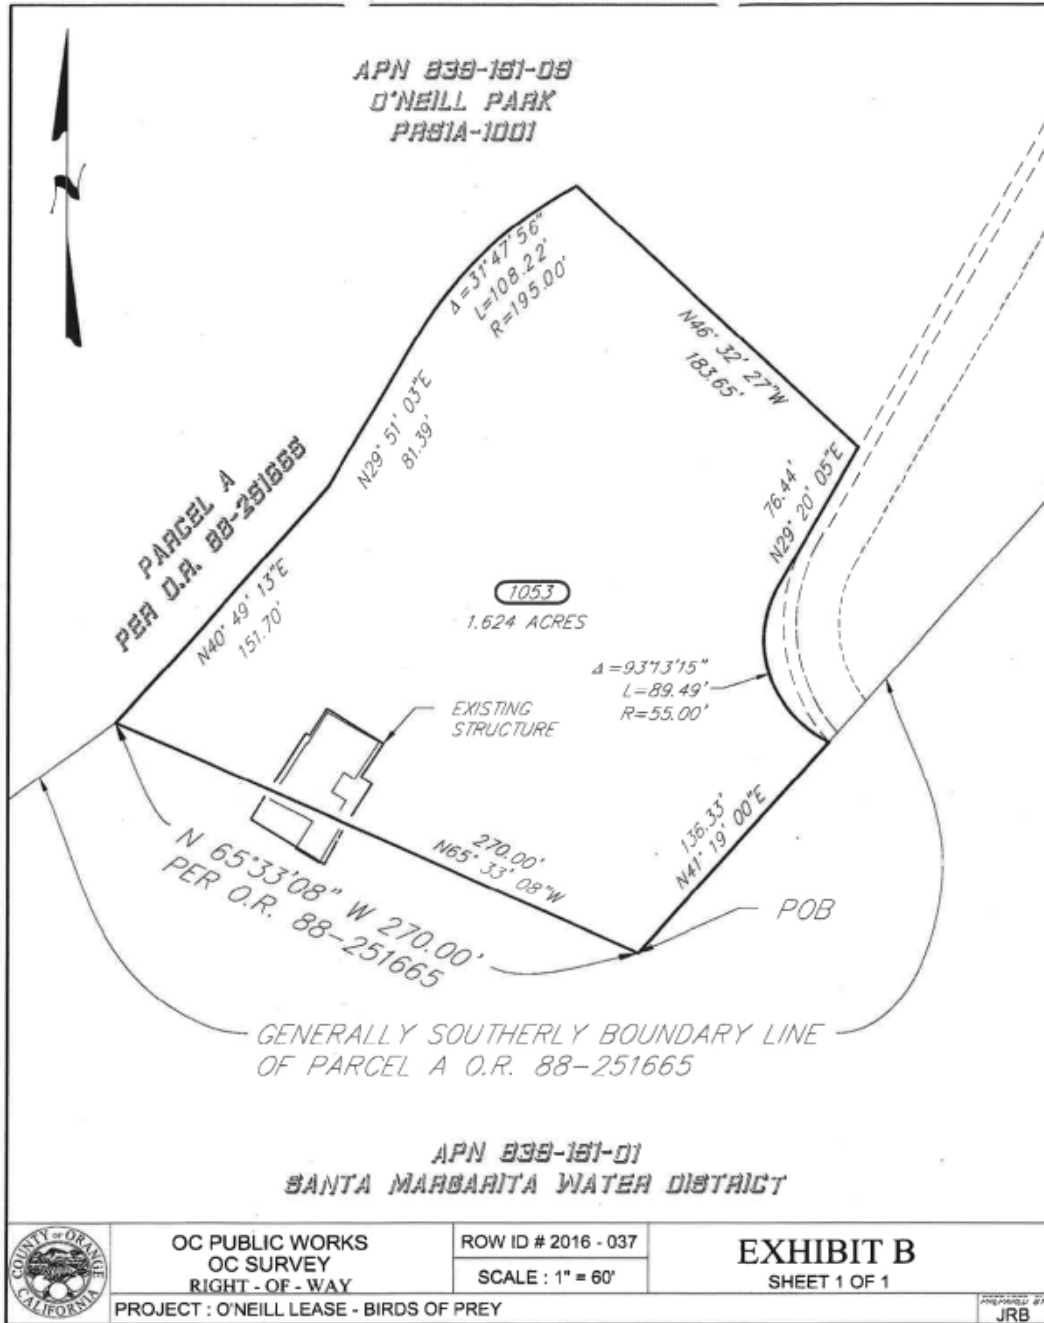 APN 839-161-09
O'NEILL PARK
PR61A-1001
N
Δ=31°47'56"
L=108.22'
R=195.00'
N46° 32' 27"W
183.65'
N29° 51' 03"E
81.39'
76.44'
N29° 20' 05"E
PARCEL A
PER O.R. 88-251665
N40° 49' 13"E
151.70'
1053
1.624 ACRES
Δ=93°13'15"
L=89.49'
R=55.00'
EXISTING
STRUCTURE
136.33'
N41° 19' 00"E
270.00'
N65° 33' 08"W
N 65°33'08" W 270.00'
PER O.R. 88-251665
POB
GENERALLY SOUTHERLY BOUNDARY LINE
OF PARCEL A O.R. 88-251665
APN 839-161-01
SANTA MARGARITA WATER DISTRICT
COUNTY OF ORANGE
CALIFORNIA
OC PUBLIC WORKS
OC SURVEY
RIGHT - OF - WAY
ROW ID # 2016 - 037
SCALE : 1" = 60'
EXHIBIT B
SHEET 1 OF 1
PROJECT : O'NEILL LEASE - BIRDS OF PREY
PREPARED BY
JRB